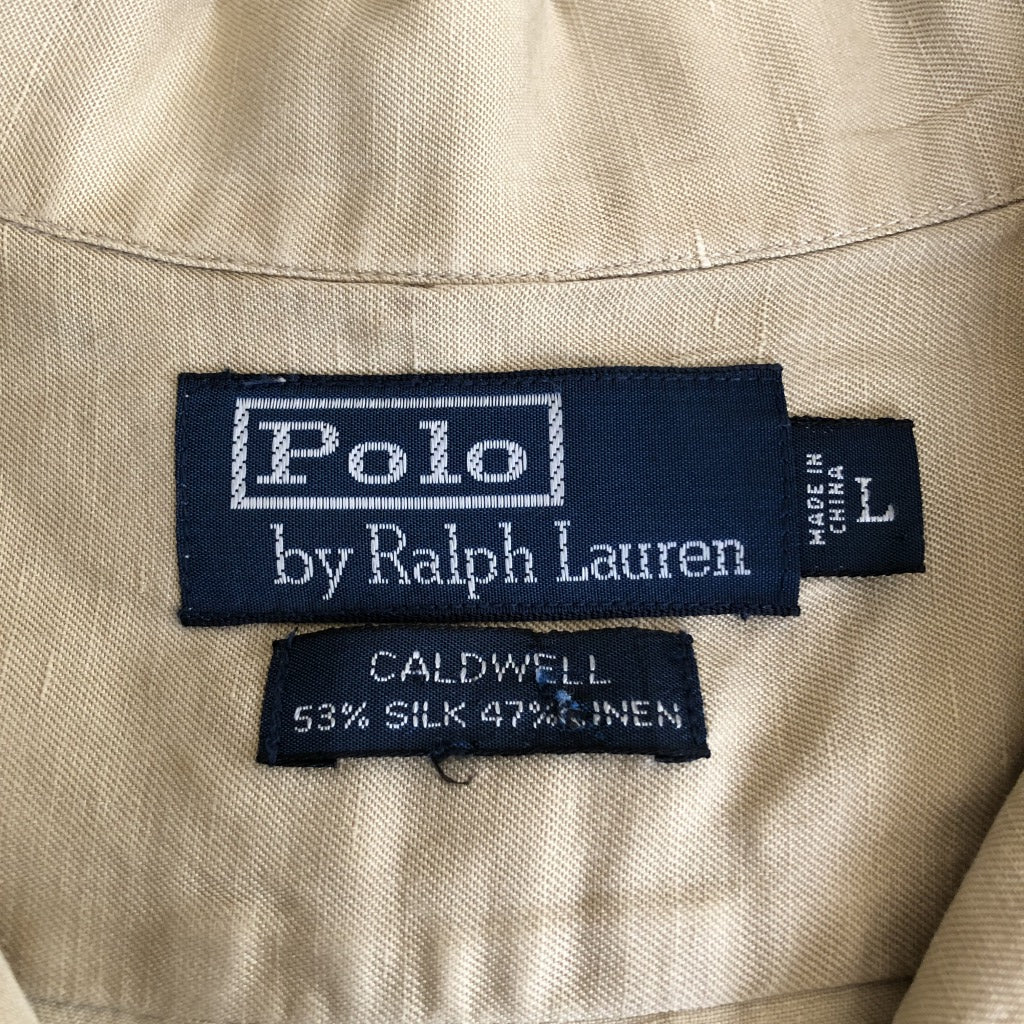 Polo
by Ralph Lauren
MADE IN
CHINA
L
CALDWELL
53% SILK 47% LINEN